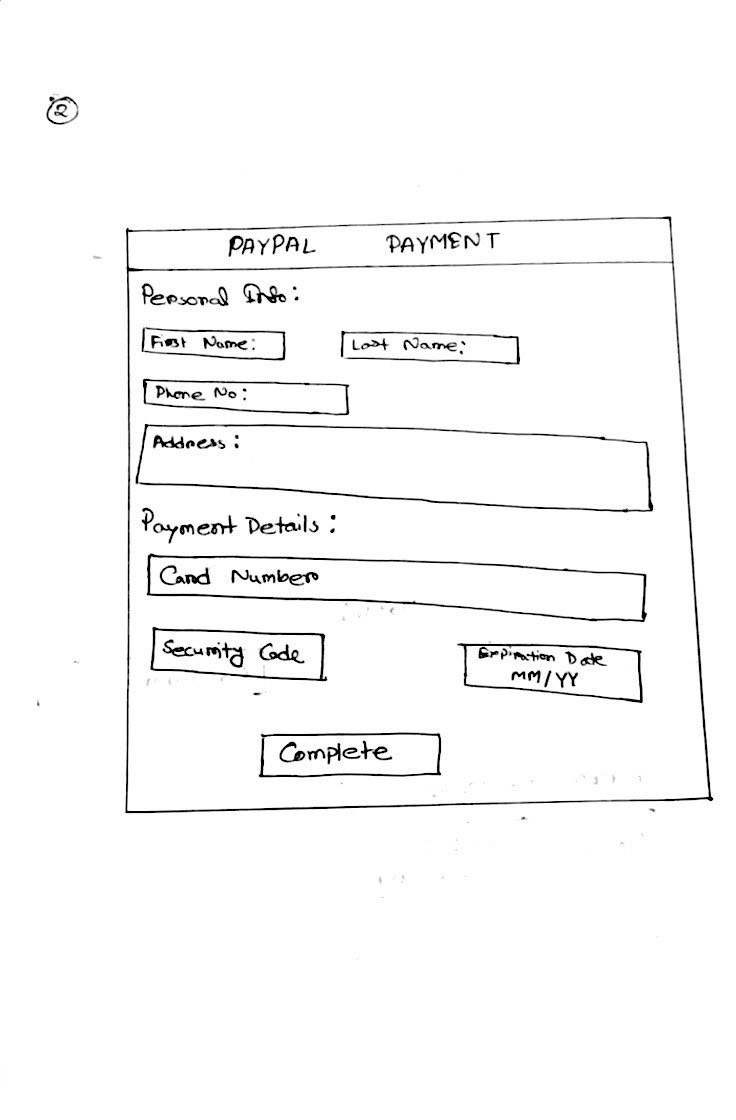 2
PAYPAL PAYMENT
Personal Info:
First Name: Last Name:
Phone No:
Address:
Payment Details:
Card Number
Security Code Expiration Date
MM/YY
Complete